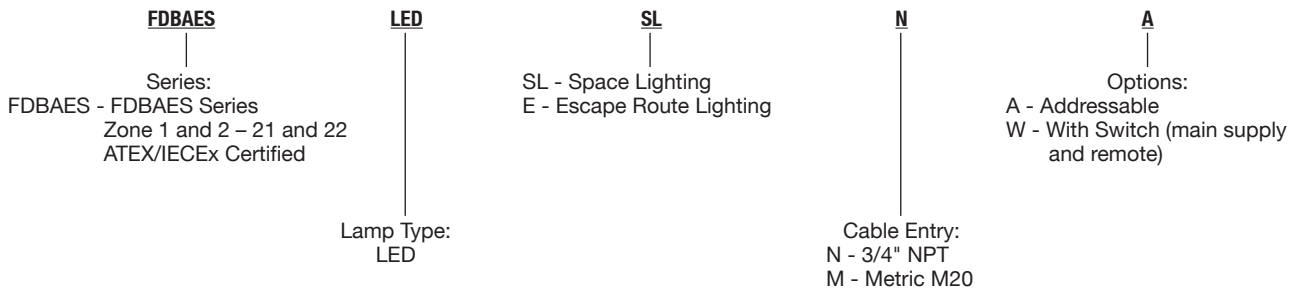 FDBAES LED SL N A
Series:
FDBAES - FDBAES Series
Zone 1 and 2 – 21 and 22
ATEX/IECEx Certified
Lamp Type:
LED
SL - Space Lighting
E - Escape Route Lighting
Cable Entry:
N - 3/4" NPT
M - Metric M20
Options:
A - Addressable
W - With Switch (main supply
and remote)